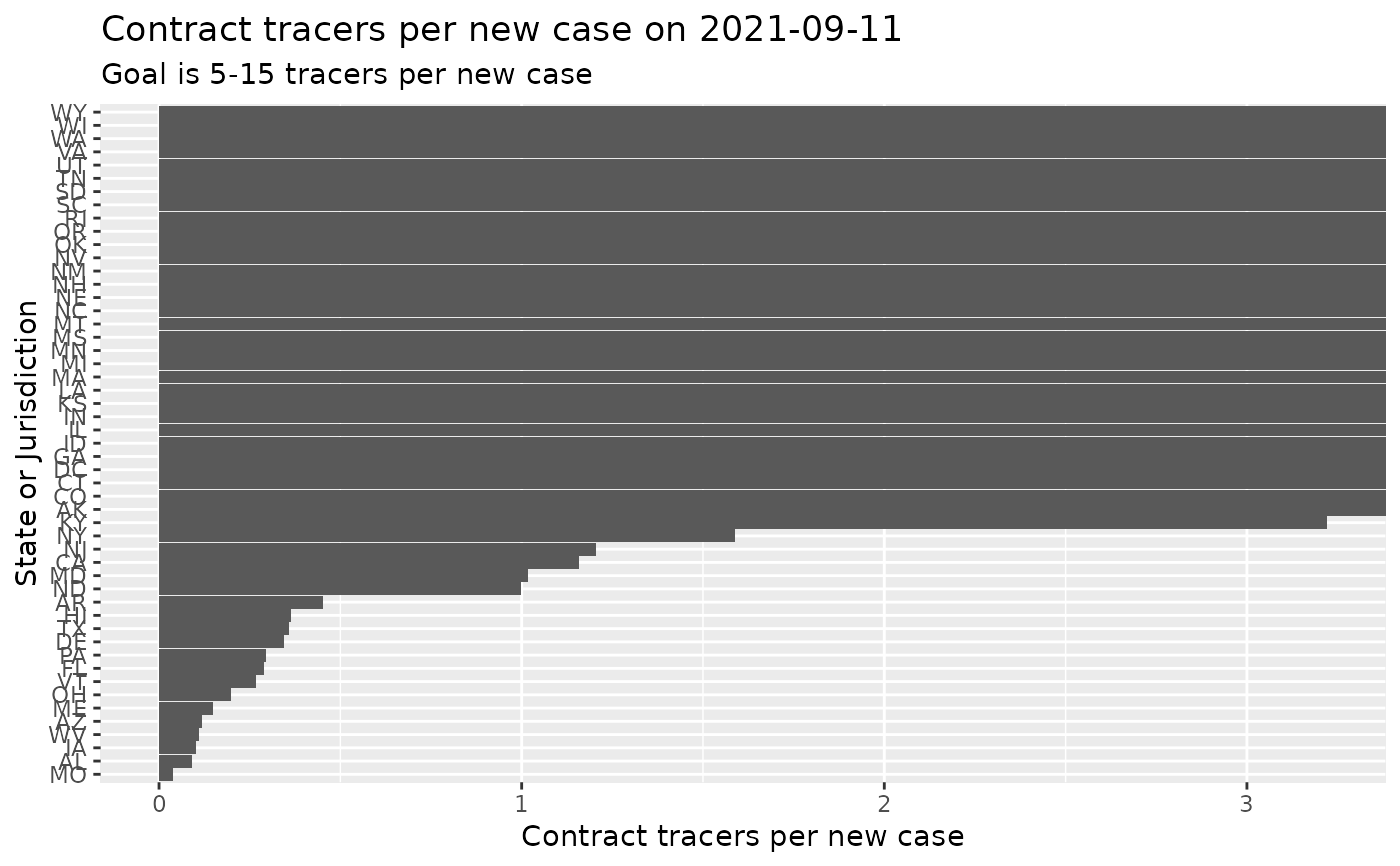 Contract tracers per new case on 2021-09-11
Goal is 5-15 tracers per new case
State or Jurisdiction
WY
WI
WA
VA
UT
TN
SD
SC
RI
OR
OK
NV
NM
NH
NE
NC
MT
MS
MN
MI
MA
LA
KS
IN
IL
ID
GA
DC
CT
CO
AK
KY
NY
NJ
CA
MD
ND
AR
HI
TX
DE
PA
FL
VT
OH
ME
AZ
WV
IA
AL
MO
0 1 2 3
Contract tracers per new case